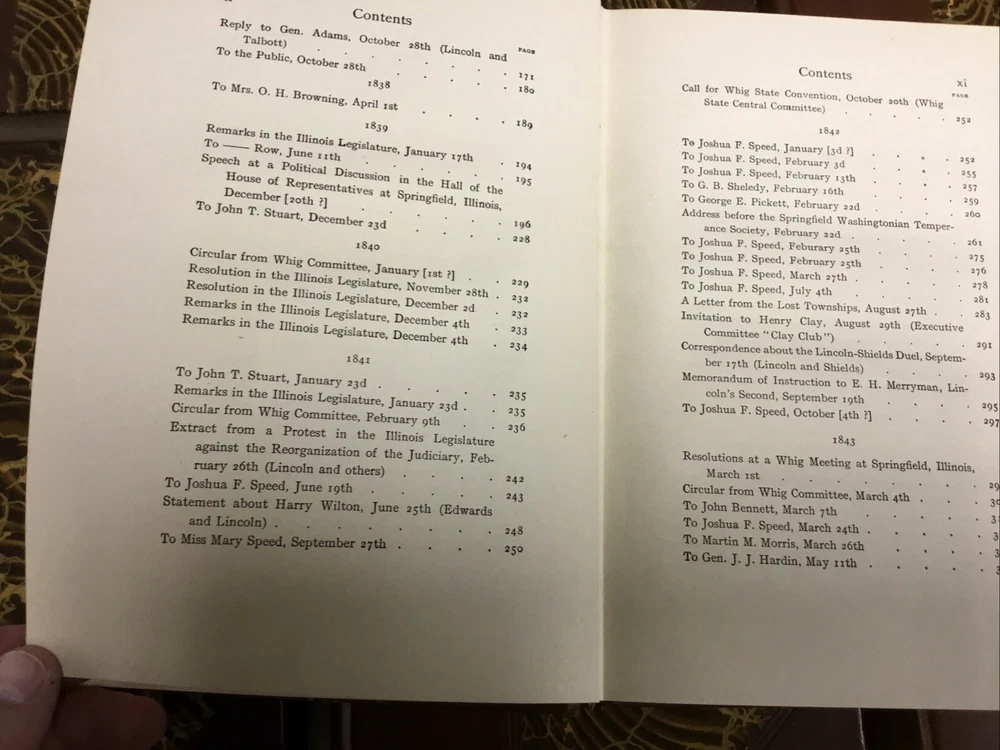 Contents
PAGE
Reply to Gen. Adams, October 28th (Lincoln and
Talbott) . . . . . . . 171
To the Public, October 28th . . . . . 180
1838
To Mrs. O. H. Browning, April 1st . . . . 189
1839
Remarks in the Illinois Legislature, January 17th . 194
To —— Row, June 11th . . . . . . 195
Speech at a Political Discussion in the Hall of the
House of Representatives at Springfield, Illinois,
December [20th ?] . . . . . . 196
To John T. Stuart, December 23d . . . . 228
1840
Circular from Whig Committee, January [1st ?] . . 229
Resolution in the Illinois Legislature, November 28th . 232
Resolution in the Illinois Legislature, December 2d . 232
Remarks in the Illinois Legislature, December 4th . 233
Remarks in the Illinois Legislature, December 4th . 234
1841
To John T. Stuart, January 23d . . . . . 235
Remarks in the Illinois Legislature, January 23d . . 235
Circular from Whig Committee, February 9th . . 236
Extract from a Protest in the Illinois Legislature
against the Reorganization of the Judiciary, Feb-
ruary 26th (Lincoln and others) . . . . 242
To Joshua F. Speed, June 19th . . . . . 243
Statement about Harry Wilton, June 25th (Edwards
and Lincoln) . . . . . . . . 248
To Miss Mary Speed, September 27th . . . . 250
Contents xi
PAGE
Call for Whig State Convention, October 20th (Whig
State Central Committee) . . . . . 252
1842
To Joshua F. Speed, January [3d ?] . . . . 252
To Joshua F. Speed, February 3d . . . . 255
To Joshua F. Speed, February 13th . . . . 257
To G. B. Sheledy, February 16th . . . . 259
To George E. Pickett, February 22d . . . . 260
Address before the Springfield Washingtonian Temper-
ance Society, February 22d . . . . . 261
To Joshua F. Speed, Feburary 25th . . . . 275
To Joshua F. Speed, February 25th . . . . 276
To Joshua F. Speed, March 27th . . . . . 278
To Joshua F. Speed, July 4th . . . . . 281
A Letter from the Lost Townships, August 27th . . 283
Invitation to Henry Clay, August 29th (Executive
Committee "Clay Club") . . . . . 291
Correspondence about the Lincoln-Shields Duel, Septem-
ber 17th (Lincoln and Shields) . . . . 293
Memorandum of Instruction to E. H. Merryman, Lin-
coln's Second, September 19th . . . . 295
To Joshua F. Speed, October [4th ?] . . . . 297
1843
Resolutions at a Whig Meeting at Springfield, Illinois,
March 1st . . . . . . . 29
Circular from Whig Committee, March 4th . . . 30
To John Bennett, March 7th . . . . . 3
To Joshua F. Speed, March 24th . . . . . 3
To Martin M. Morris, March 26th . . . . 3
To Gen. J. J. Hardin, May 11th . . . . . 3